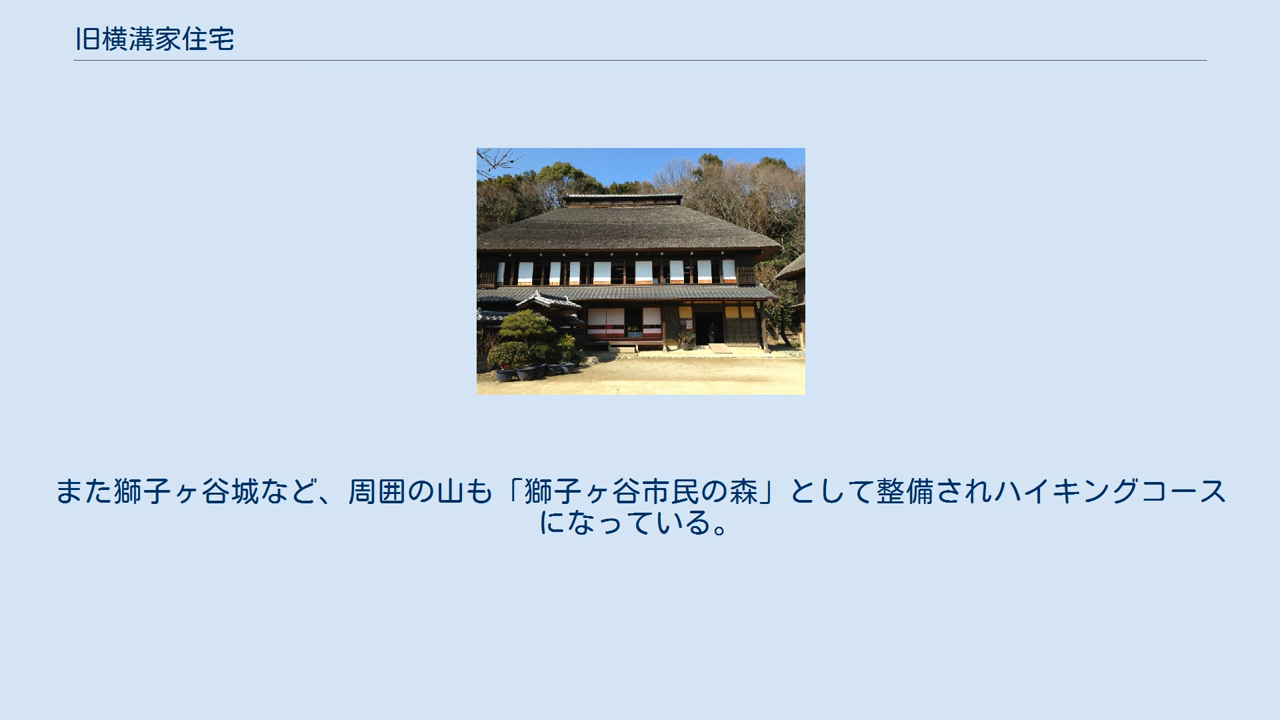 旧横溝家住宅
また獅子ヶ谷城など、周囲の山も「獅子ヶ谷市民の森」として整備されハイキングコース
になっている。